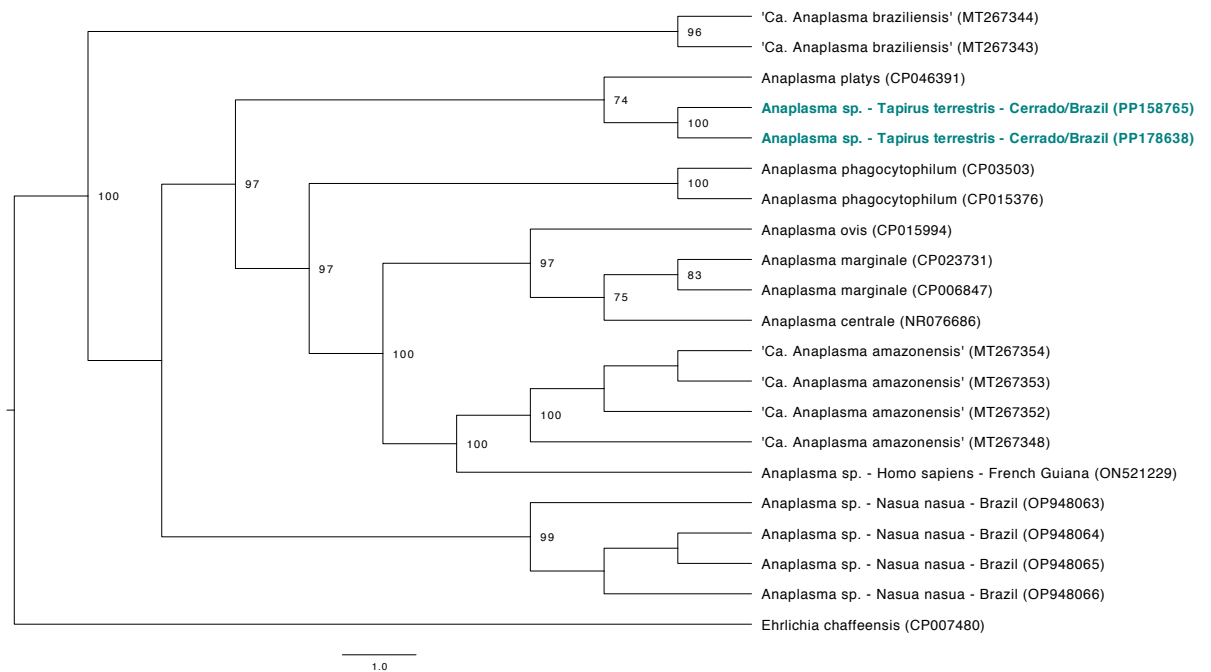 'Ca. Anaplasma braziliensis' (MT267344)
96
'Ca. Anaplasma braziliensis' (MT267343)
Anaplasma platys (CP046391)
74
Anaplasma sp. - Tapirus terrestris - Cerrado/Brazil (PP158765)
100
Anaplasma sp. - Tapirus terrestris - Cerrado/Brazil (PP178638)
Anaplasma phagocytophilum (CP03503)
97
100
100
Anaplasma phagocytophilum (CP015376)
Anaplasma ovis (CP015994)
Anaplasma marginale (CP023731)
97
97
83
Anaplasma marginale (CP006847)
75
Anaplasma centrale (NR076686)
'Ca. Anaplasma amazonensis' (MT267354)
100
'Ca. Anaplasma amazonensis' (MT267353)
'Ca. Anaplasma amazonensis' (MT267352)
100
'Ca. Anaplasma amazonensis' (MT267348)
100
Anaplasma sp. - Homo sapiens - French Guiana (ON521229)
Anaplasma sp. - Nasua nasua - Brazil (OP948063)
99
Anaplasma sp. - Nasua nasua - Brazil (OP948064)
Anaplasma sp. - Nasua nasua - Brazil (OP948065)
Anaplasma sp. - Nasua nasua - Brazil (OP948066)
Ehrlichia chaffeensis (CP007480)
1.0